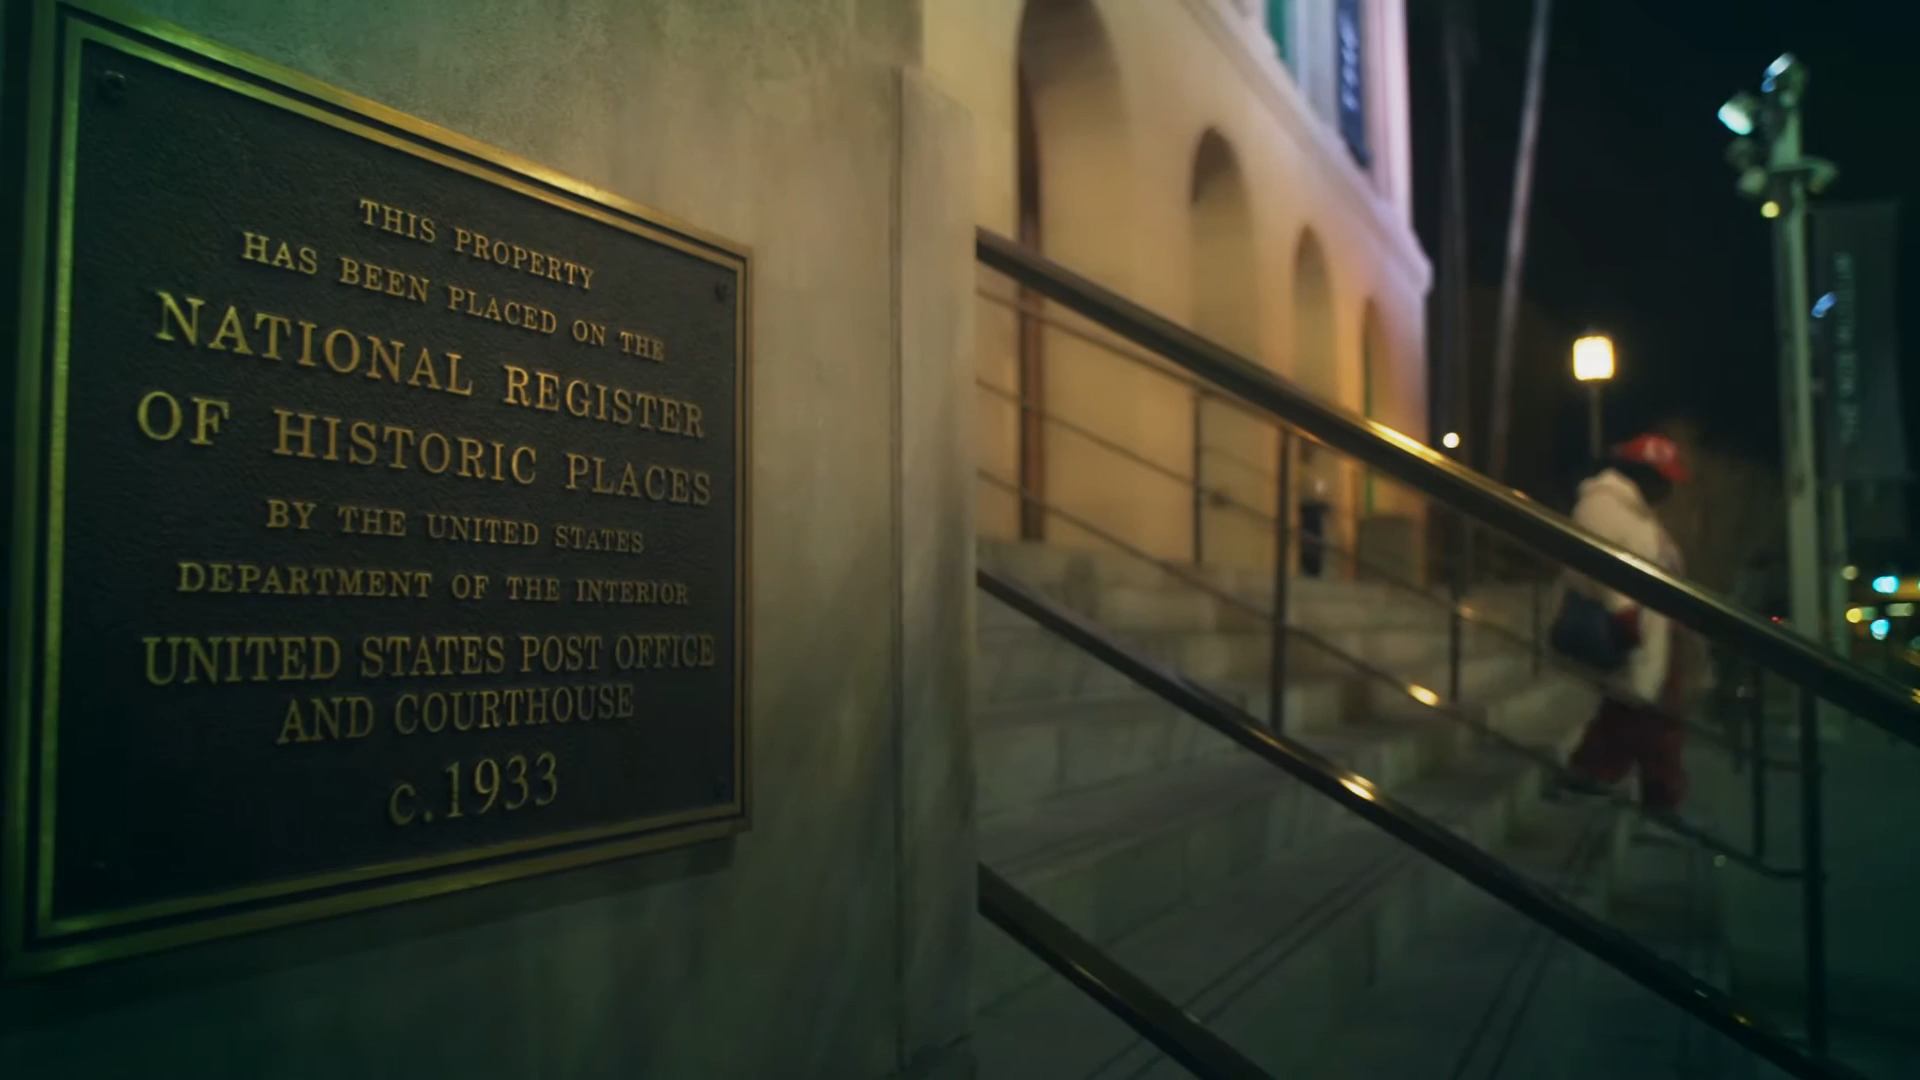 THIS PROPERTY
HAS BEEN PLACED ON THE
NATIONAL REGISTER
OF HISTORIC PLACES
BY THE UNITED STATES
DEPARTMENT OF THE INTERIOR
UNITED STATES POST OFFICE
AND COURTHOUSE
c.1933